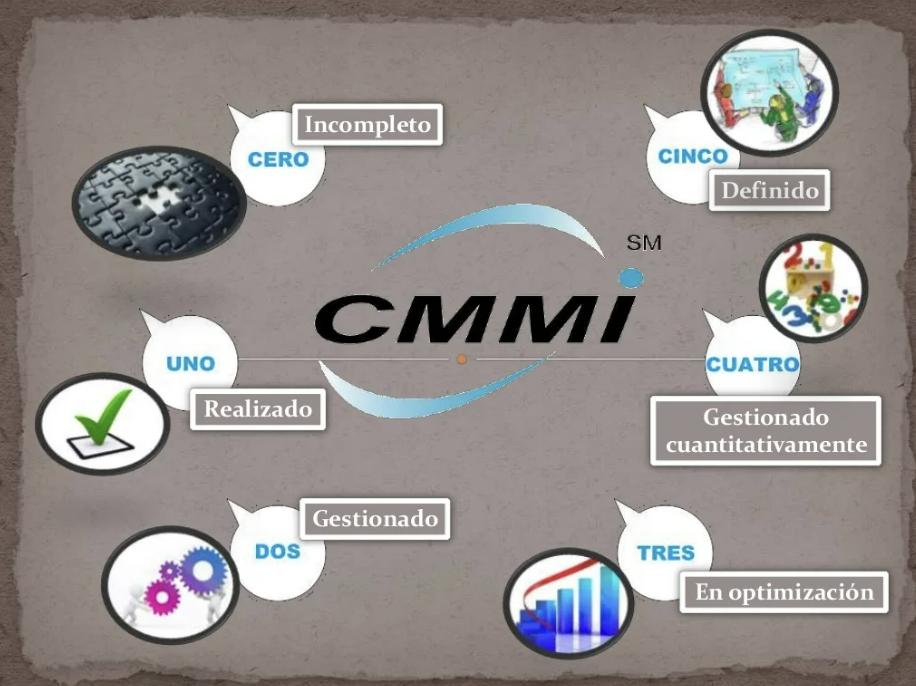 CERO
Incompleto
CINCO
Definido
SM
CMMi
UNO
Realizado
CUATRO
Gestionado
cuantitativamente
DOS
Gestionado
TRES
En optimización